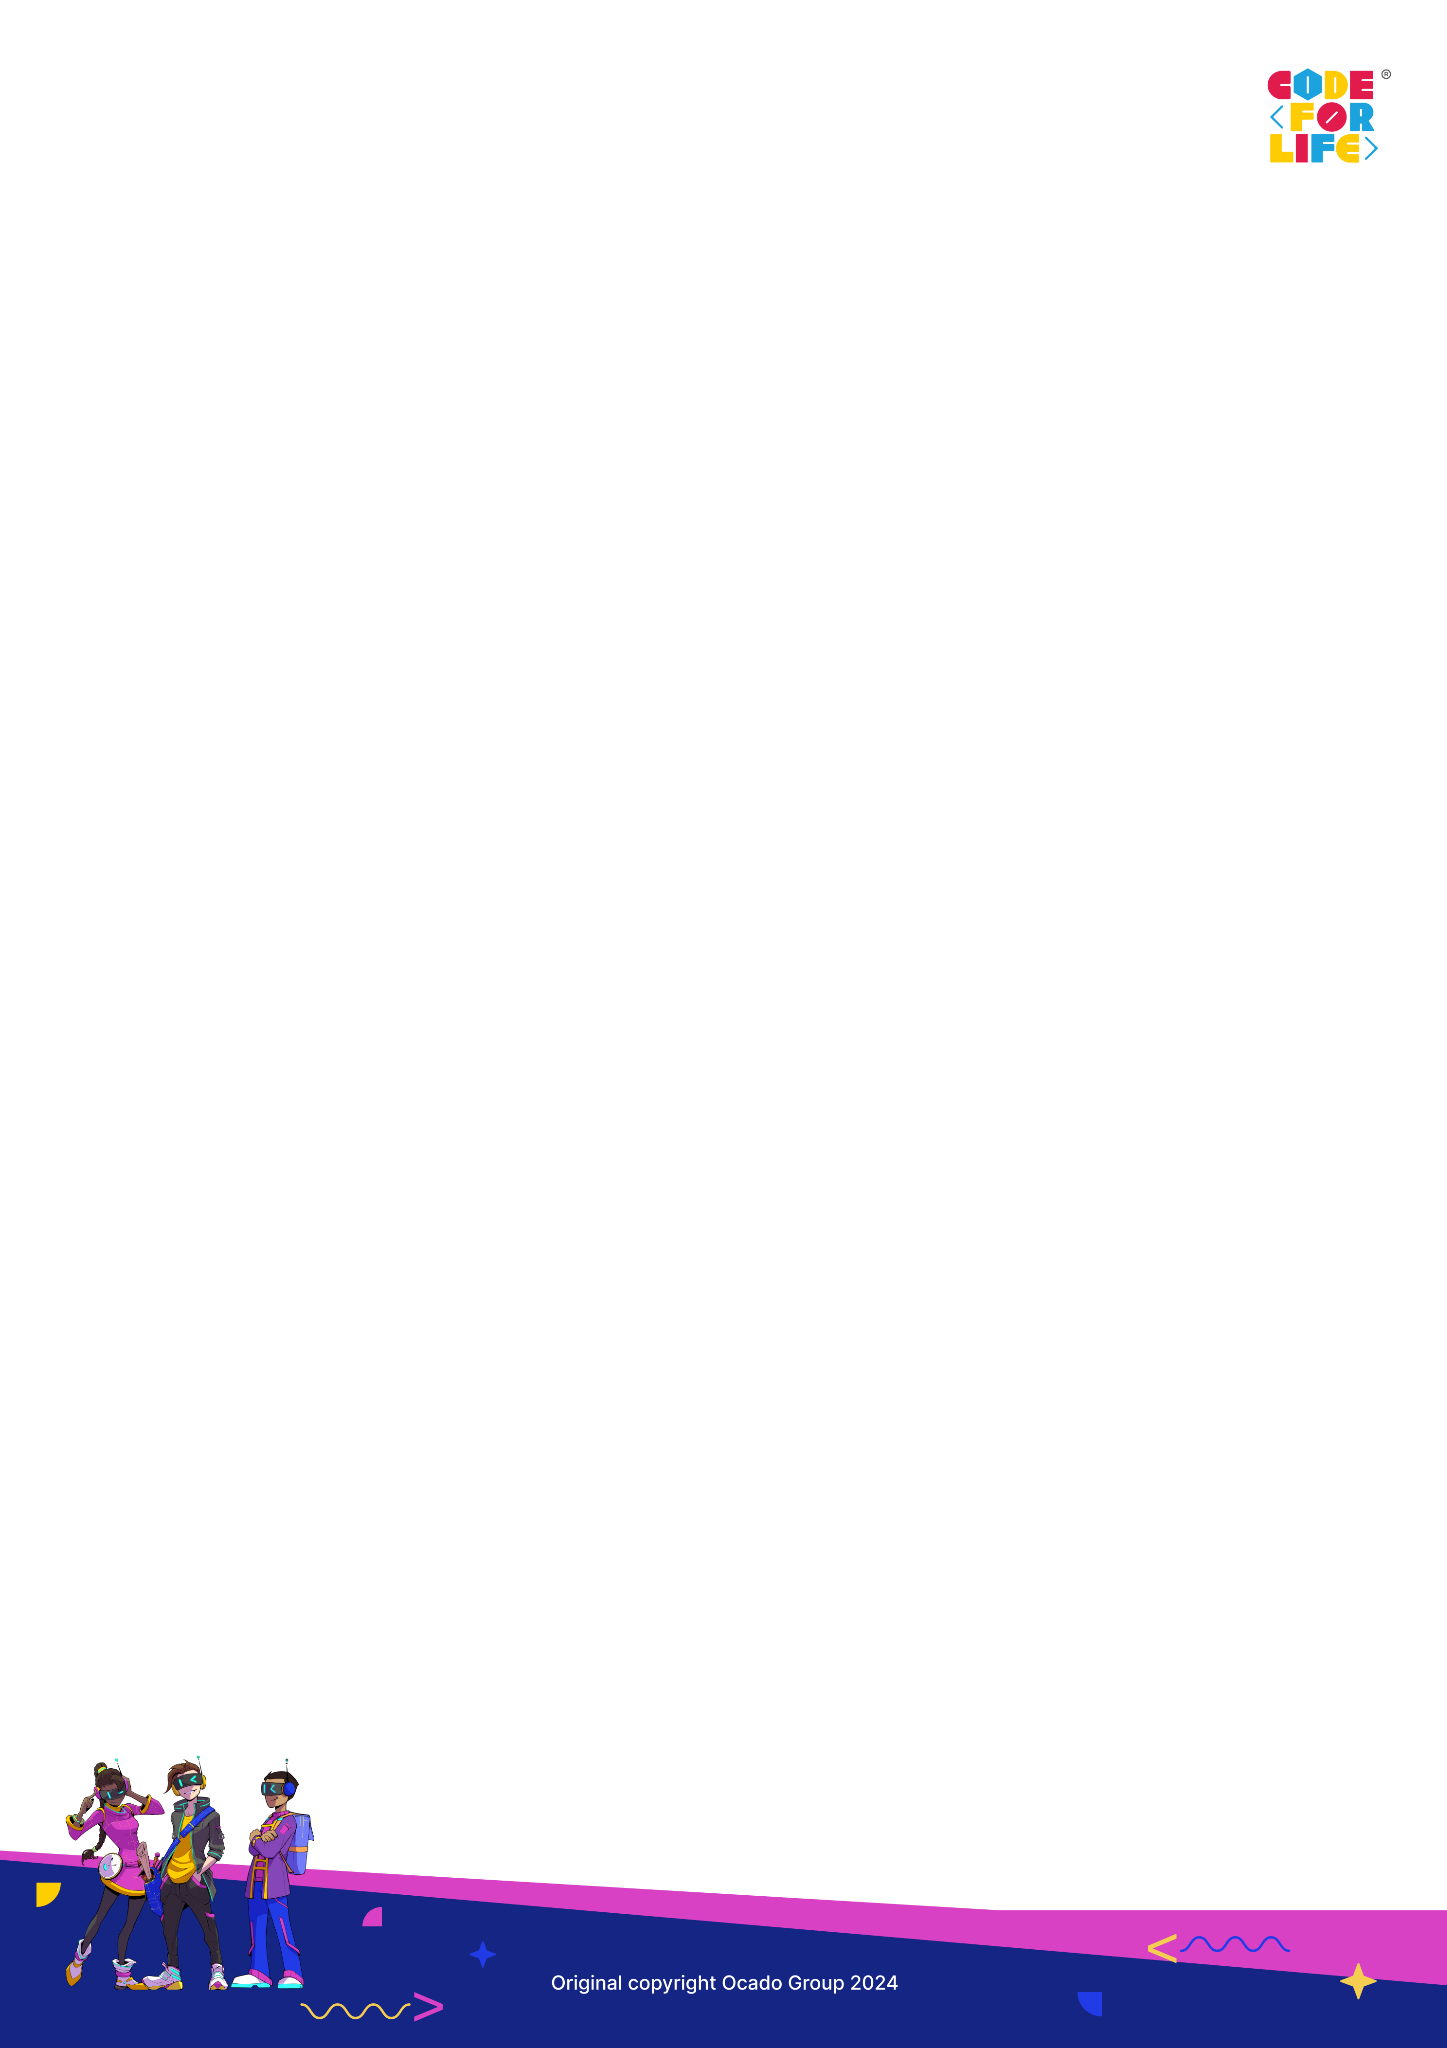 CODE ®
<FOR
LIFE>
Original copyright Ocado Group 2024